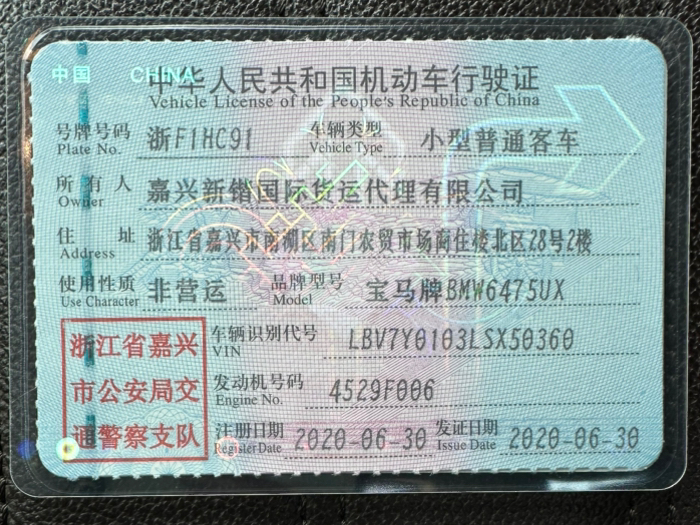 中国 CHINA
中华人民共和国机动车行驶证
Vehicle License of the People's Republic of China
号牌号码 浙F1HC91 车辆类型 小型普通客车
Plate No. Vehicle Type
所有人 嘉兴新锴国际货运代理有限公司
Owner
住址 浙江省嘉兴市南湖区南门农贸市场商住楼北区28号2楼
Address
使用性质 非营运 品牌型号 宝马牌BMW6475UX
Use Character Model
浙江省嘉兴
市公安局交
通警察支队
车辆识别代号 LBV7Y0103LSX50360
VIN
发动机号码 4529F006
Engine No.
注册日期 2020-06-30 发证日期 2020-06-30
Register Date Issue Date